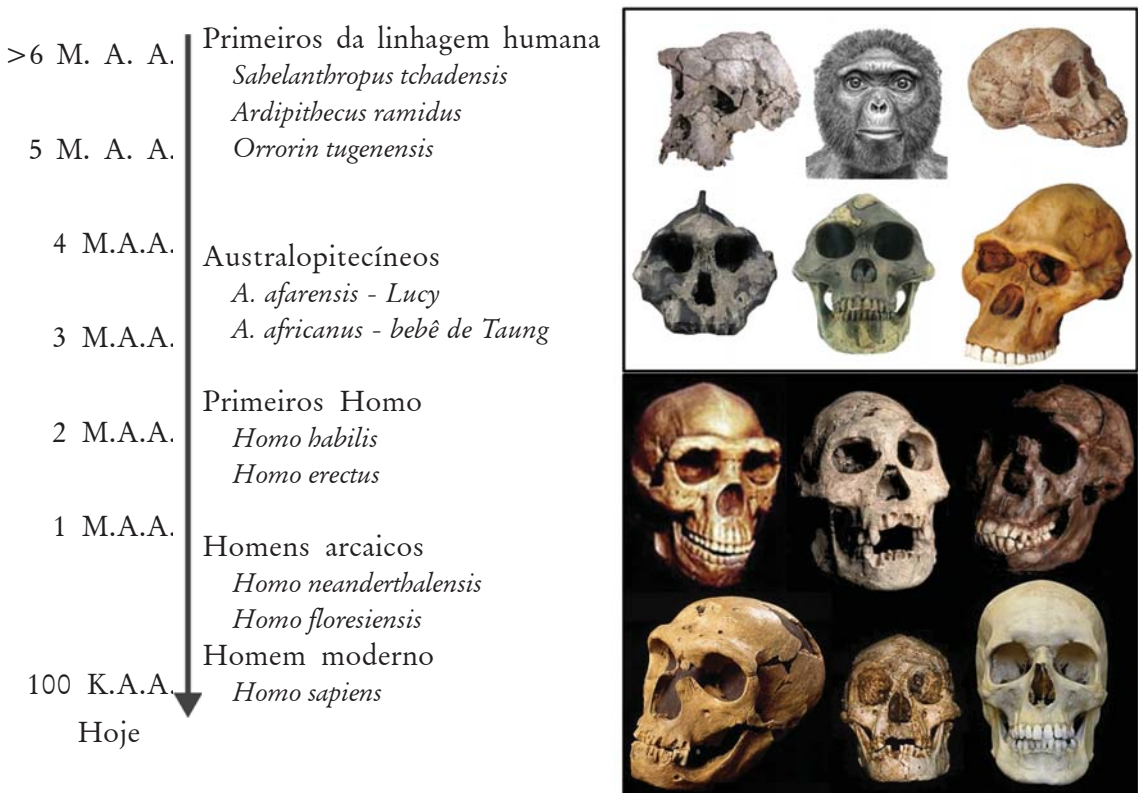 >6 M. A. A.
Primeiros da linhagem humana
Sahelanthropus tchadensis
Ardipithecus ramidus
5 M. A. A.
Orrorin tugenensis
4 M.A.A.
Australopitecíneos
A. afarensis - Lucy
A. africanus - bebê de Taung
3 M.A.A.
Primeiros Homo
2 M.A.A.
Homo habilis
Homo erectus
1 M.A.A.
Homens arcaicos
Homo neanderthalensis
Homo floresiensis
Homem moderno
100 K.A.A.
Homo sapiens
Hoje